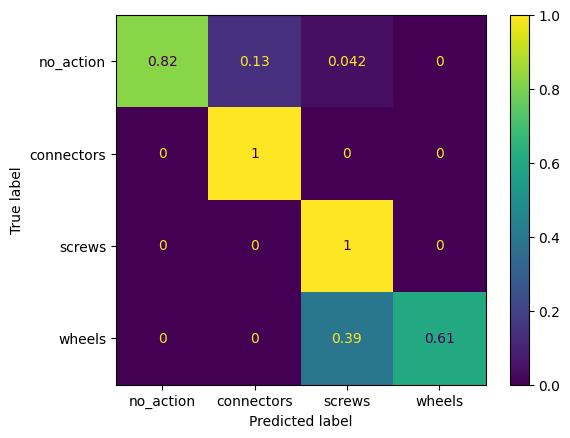 True label
no_action
connectors
screws
wheels
0.82 0.13 0.042 0
0 1 0 0
0 0 1 0
0 0 0.39 0.61
no_action connectors screws wheels
Predicted label
1.0
0.8
0.6
0.4
0.2
0.0